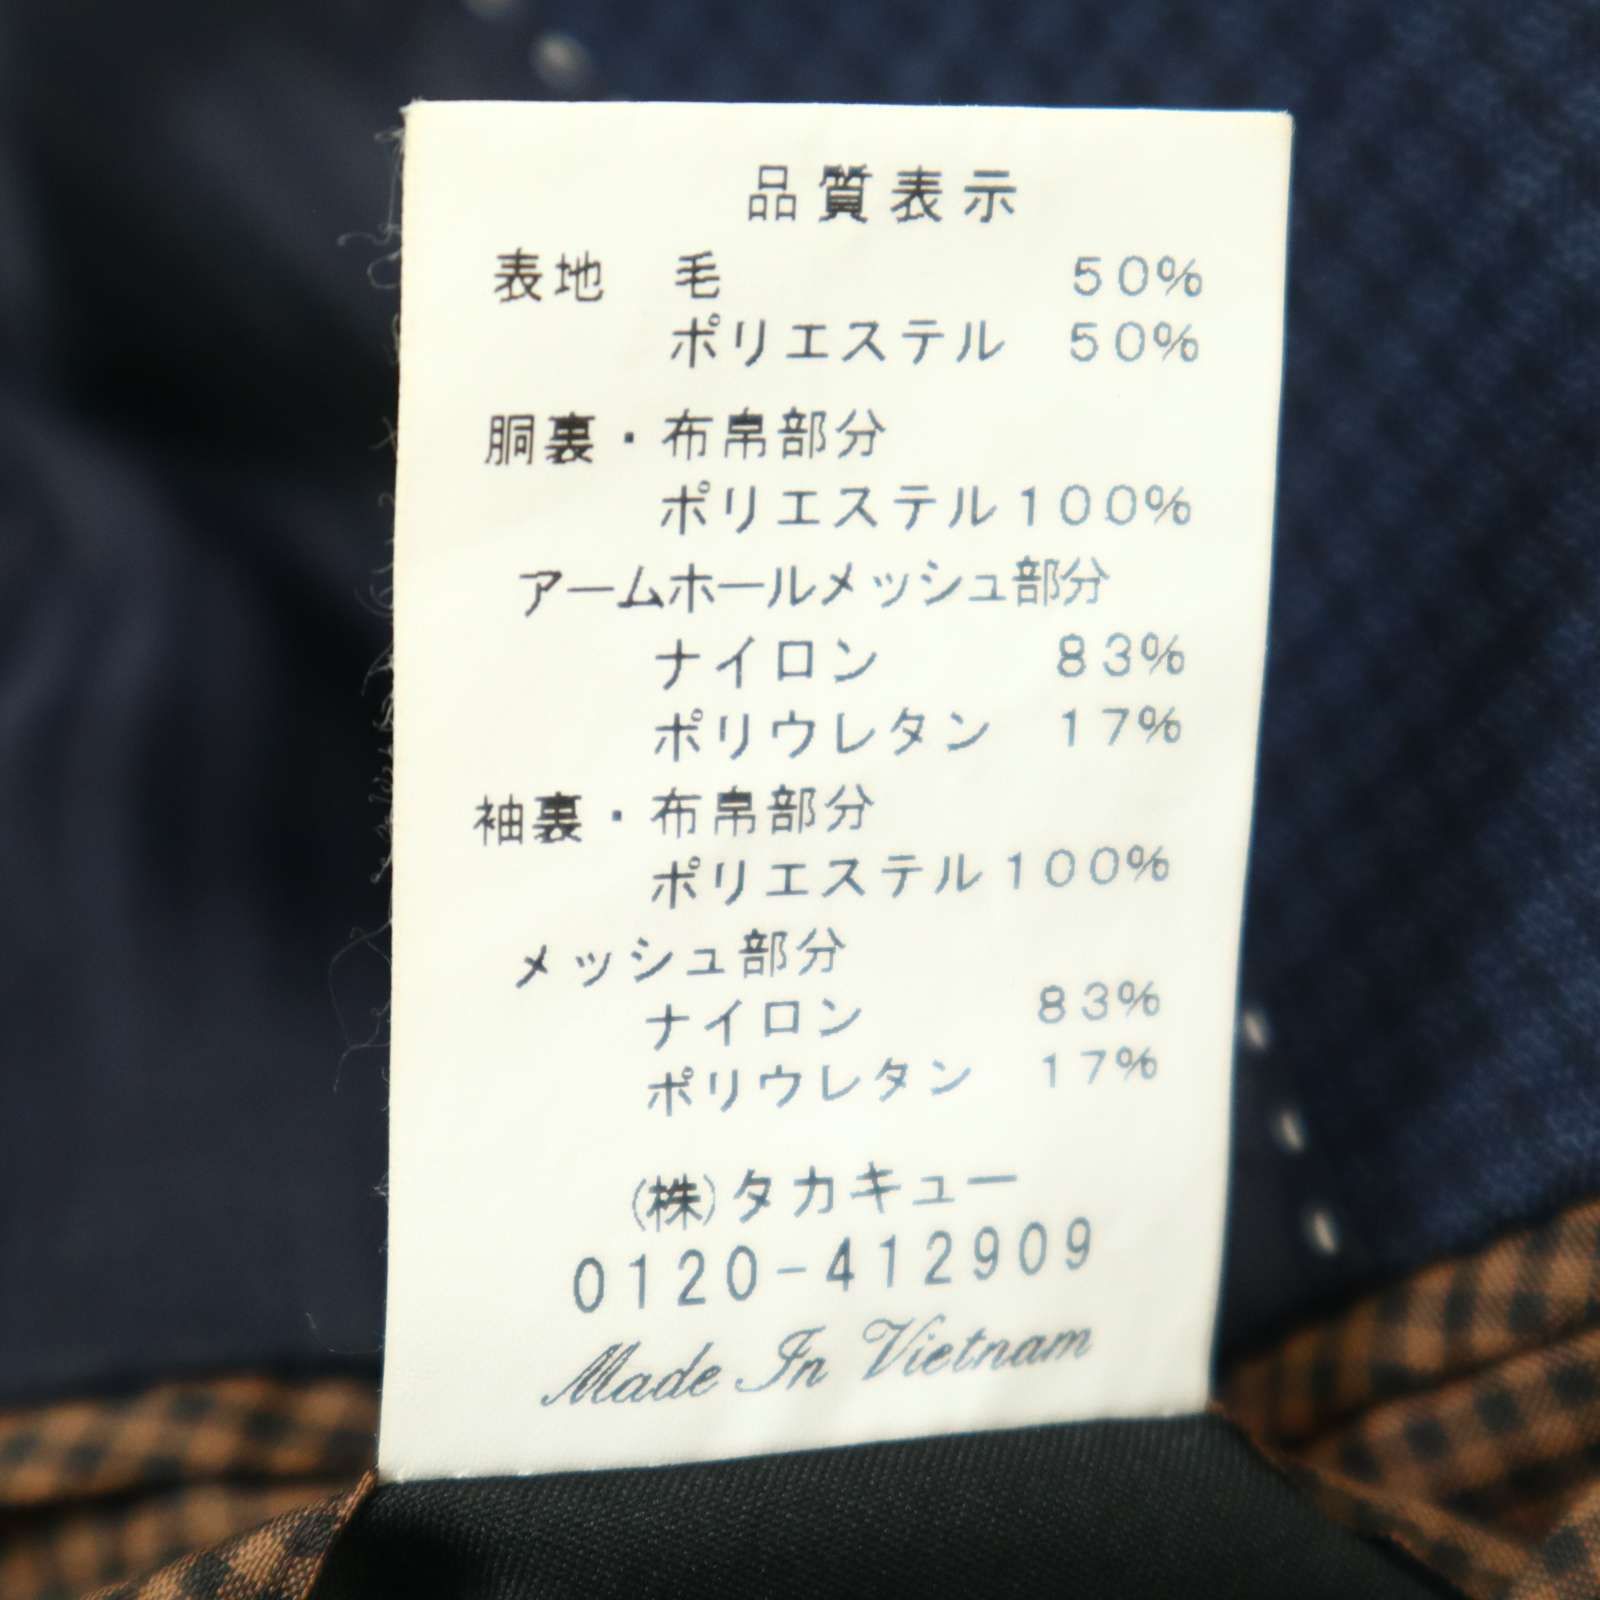 品質表示
表地 毛 50%
ポリエステル 50%
胴裏・布帛部分
ポリエステル100%
アームホールメッシュ部分
ナイロン 83%
ポリウレタン 17%
袖裏・布帛部分
ポリエステル100%
メッシュ部分
ナイロン 83%
ポリウレタン 17%
(株)タカキュー
0120-412909
Made In Vietnam